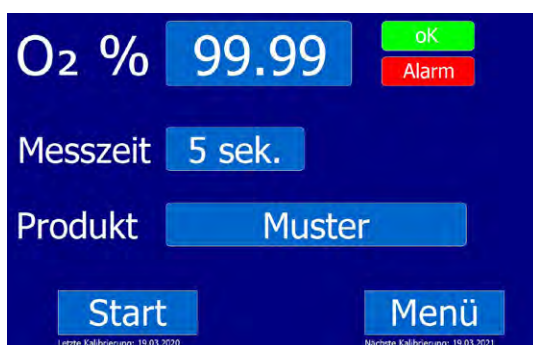 O₂ % 99.99 oK
Alarm
Messzeit 5 sek.
Produkt Muster
Start Menü
Letzte Kalibrierung: 19.03.2020 Nächste Kalibrierung: 19.03.2021